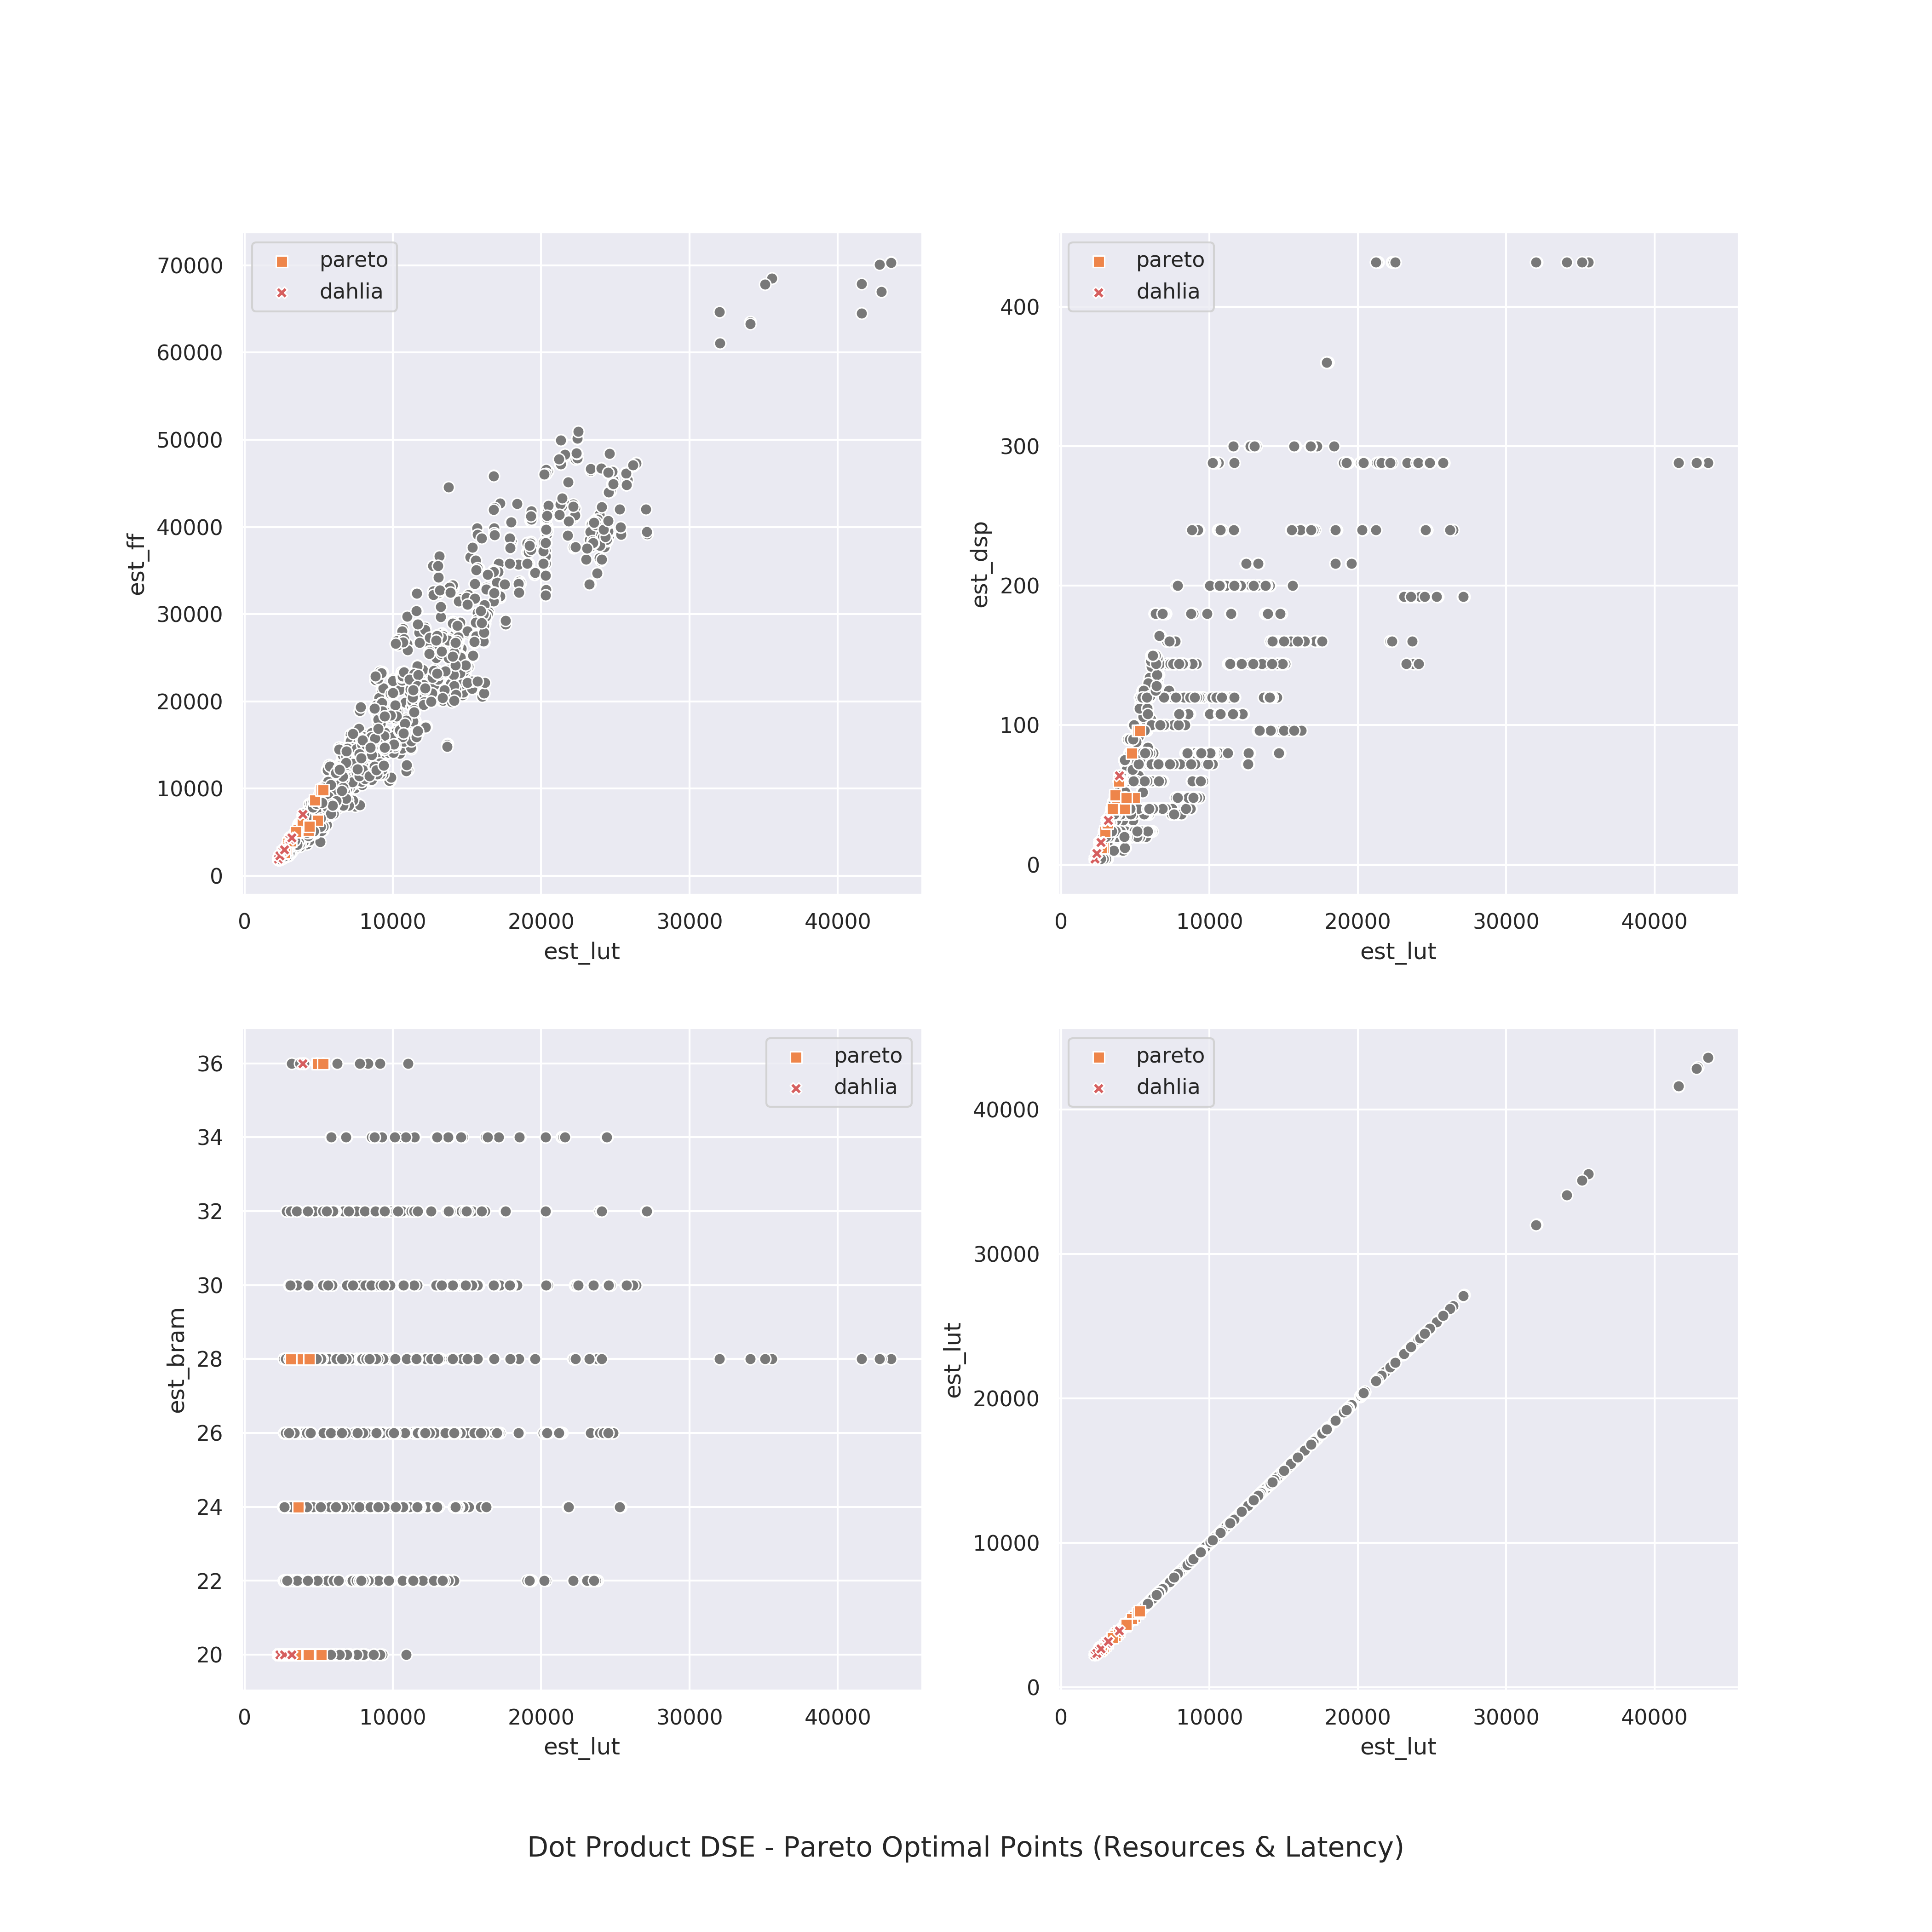 pareto
dahlia
70000
60000
50000
40000
30000
20000
10000
0
est_ff
0 10000 20000 30000 40000
est_lut
pareto
dahlia
400
300
200
100
0
est_dsp
0 10000 20000 30000 40000
est_lut
pareto
dahlia
36
34
32
30
28
26
24
22
20
est_bram
0 10000 20000 30000 40000
est_lut
pareto
dahlia
40000
30000
20000
10000
0
est_lut
0 10000 20000 30000 40000
est_lut
Dot Product DSE - Pareto Optimal Points (Resources & Latency)